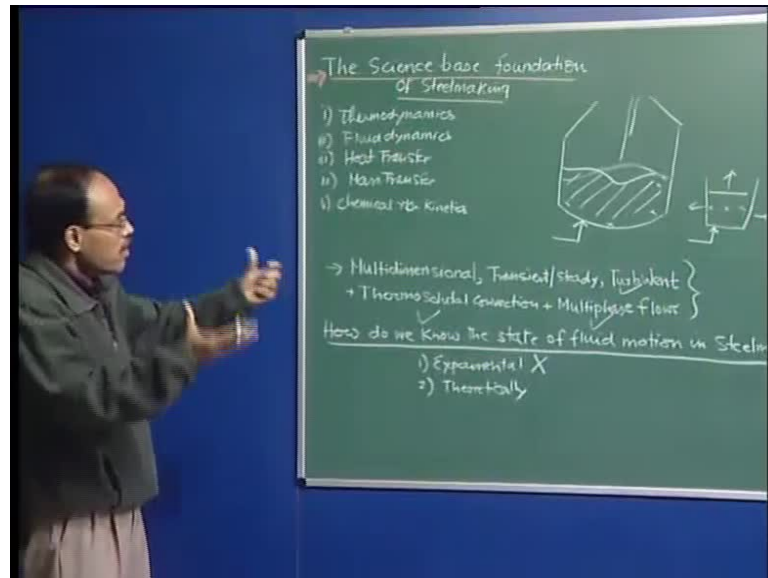 The Science base foundation
of Steelmaking
i) Thermodynamics
ii) Fluid dynamics
iii) Heat Transfer
iv) Mass Transfer
v) Chemical rxn. Kinetics
→ Multidimensional, Transient/steady, Turbulent
+ Thermosolutal Convection + Multiphase flows
How do we know the state of fluid motion in Steelm
1) Expamental X
2) Theoretically